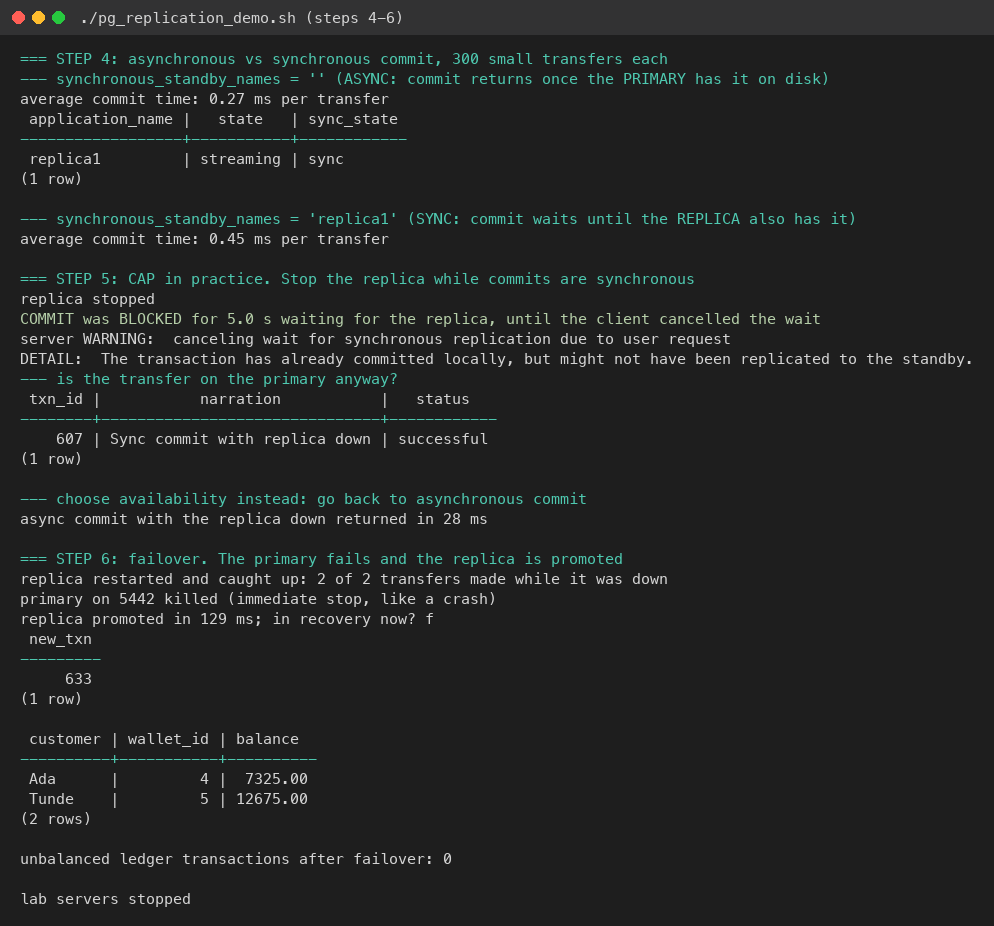 ./pg_replication_demo.sh (steps 4–6)
=== STEP 4: asynchronous vs synchronous commit, 300 small transfers each
--- synchronous_standby_names = '' (ASYNC: commit returns once the PRIMARY has it on disk)
average commit time: 0.27 ms per transfer
 application_name |   state   | sync_state
------------------+-----------+------------
 replica1         | streaming | sync
(1 row)

--- synchronous_standby_names = 'replica1' (SYNC: commit waits until the REPLICA also has it)
average commit time: 0.45 ms per transfer

=== STEP 5: CAP in practice. Stop the replica while commits are synchronous
replica stopped
COMMIT was BLOCKED for 5.0 s waiting for the replica, until the client cancelled the wait
server WARNING:  canceling wait for synchronous replication due to user request
DETAIL:  The transaction has already committed locally, but might not have been replicated to the standby.
--- is the transfer on the primary anyway?
 txn_id |           narration           |   status
--------+-------------------------------+------------
    607 | Sync commit with replica down | successful
(1 row)

--- choose availability instead: go back to asynchronous commit
async commit with the replica down returned in 28 ms

=== STEP 6: failover. The primary fails and the replica is promoted
replica restarted and caught up: 2 of 2 transfers made while it was down
primary on 5442 killed (immediate stop, like a crash)
replica promoted in 129 ms; in recovery now? f
 new_txn
---------
     633
(1 row)

 customer | wallet_id | balance
----------+-----------+----------
 Ada      |         4 |  7325.00
 Tunde    |         5 | 12675.00
(2 rows)

unbalanced ledger transactions after failover: 0

lab servers stopped